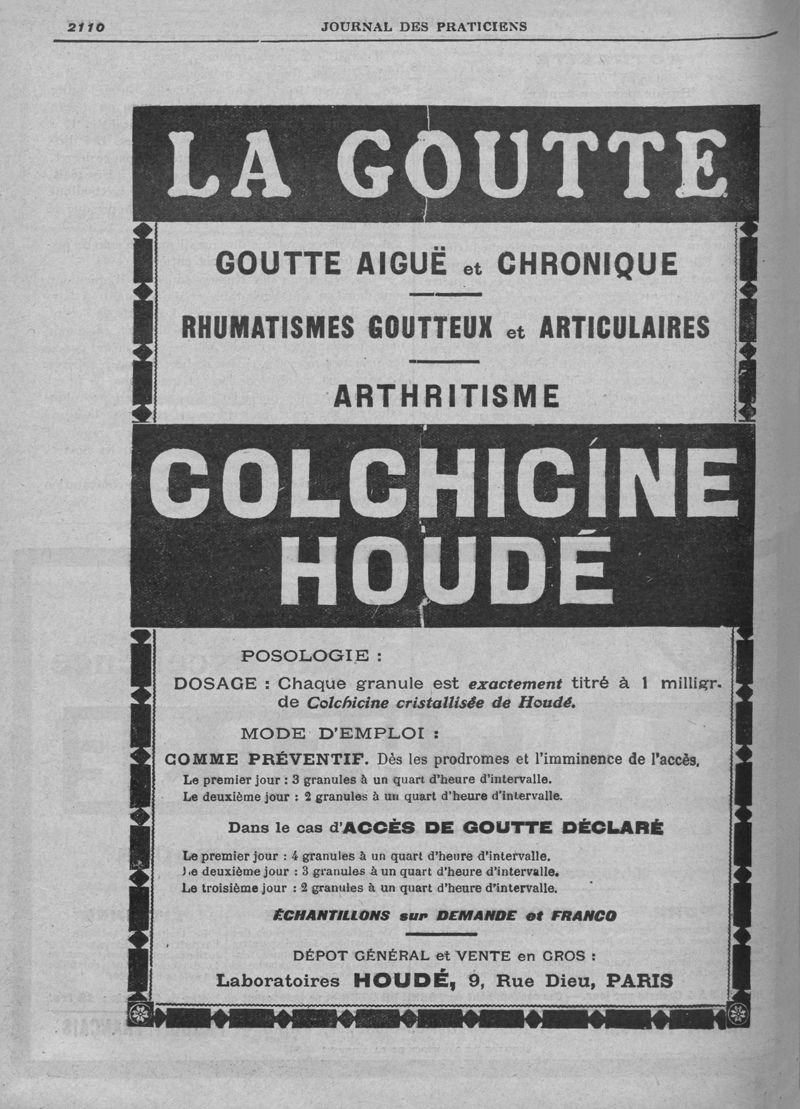 2110
JOURNAL DES PRATICIENS
LA GOUTTE
GOUTTE AIGUË et CHRONIQUE
RHUMATISMES GOUTTEUX et ARTICULAIRES
ARTHRITISME
COLCHICINE
HOUDÉ
POSOLOGIE :
DOSAGE : Chaque granule est exactement titré à 1 milligr.
de Colchicine cristallisée de Houdé.
MODE D'EMPLOI :
COMME PRÉVENTIF. Dès les prodromes et l'imminence de l'accès,
Le premier jour : 3 granules à un quart d'heure d'intervalle.
Le deuxième jour : 2 granules à un quart d'heure d'intervalle.
Dans le cas d'ACCÈS DE GOUTTE DÉCLARÉ
Le premier jour : 4 granules à un quart d'heure d'intervalle.
Le deuxième jour : 3 granules à un quart d'heure d'intervalle.
Le troisième jour : 2 granules à un quart d'heure d'intervalle.
ÉCHANTILLONS sur DEMANDE et FRANCO
DÉPOT GÉNÉRAL et VENTE en GROS :
Laboratoires HOUDÉ, 9, Rue Dieu, PARIS